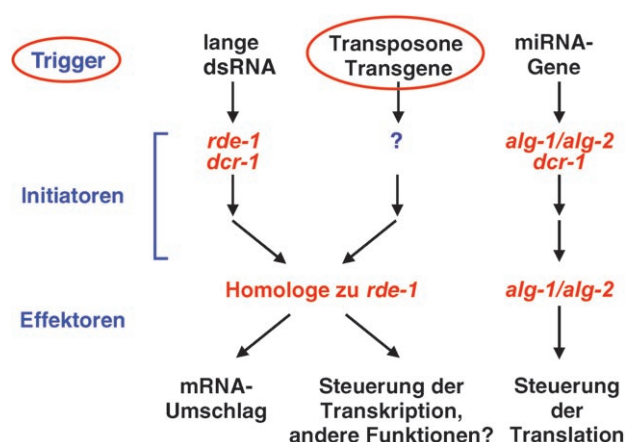 Trigger
lange
dsRNA
Transposone
Transgene
miRNA-
Gene
Initiatoren
rde-1
dcr-1
?
alg-1/alg-2
dcr-1
Effektoren
Homologe zu rde-1
alg-1/alg-2
mRNA-
Umschlag
Steuerung der
Transkription,
andere Funktionen?
Steuerung
der
Translation